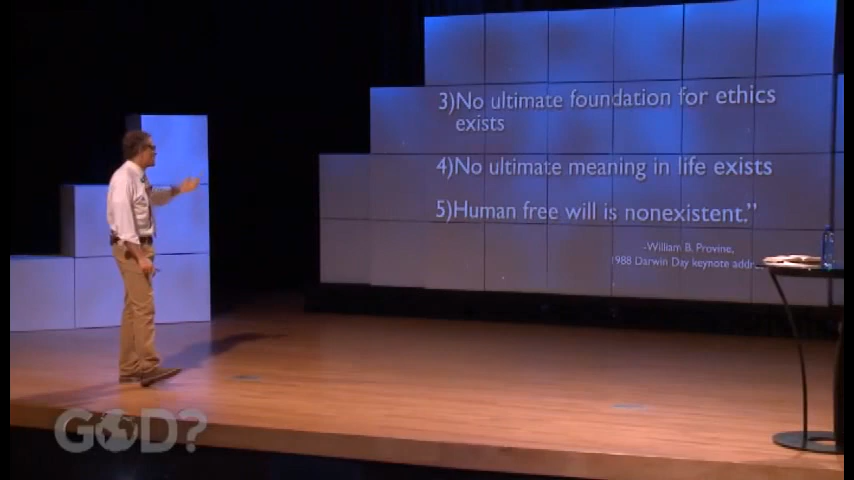 3)No ultimate foundation for ethics
exists
4)No ultimate meaning in life exists
5)Human free will is nonexistent.”
-William B. Provine,
1988 Darwin Day keynote addr
GOD?